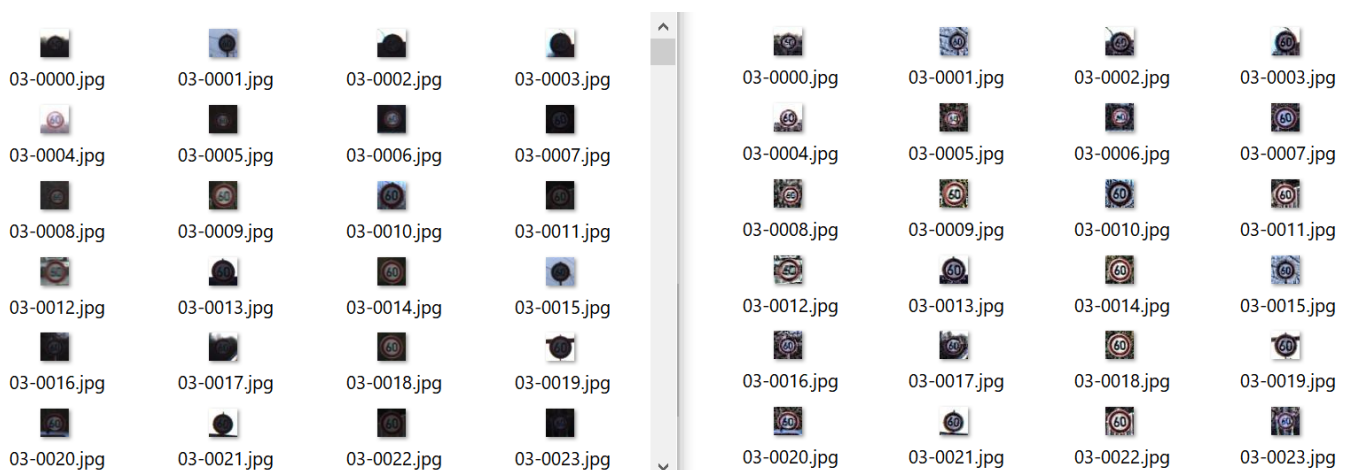 03-0000.jpg 03-0001.jpg 03-0002.jpg 03-0003.jpg
03-0004.jpg 03-0005.jpg 03-0006.jpg 03-0007.jpg
03-0008.jpg 03-0009.jpg 03-0010.jpg 03-0011.jpg
03-0012.jpg 03-0013.jpg 03-0014.jpg 03-0015.jpg
03-0016.jpg 03-0017.jpg 03-0018.jpg 03-0019.jpg
03-0020.jpg 03-0021.jpg 03-0022.jpg 03-0023.jpg
03-0000.jpg 03-0001.jpg 03-0002.jpg 03-0003.jpg
03-0004.jpg 03-0005.jpg 03-0006.jpg 03-0007.jpg
03-0008.jpg 03-0009.jpg 03-0010.jpg 03-0011.jpg
03-0012.jpg 03-0013.jpg 03-0014.jpg 03-0015.jpg
03-0016.jpg 03-0017.jpg 03-0018.jpg 03-0019.jpg
03-0020.jpg 03-0021.jpg 03-0022.jpg 03-0023.jpg